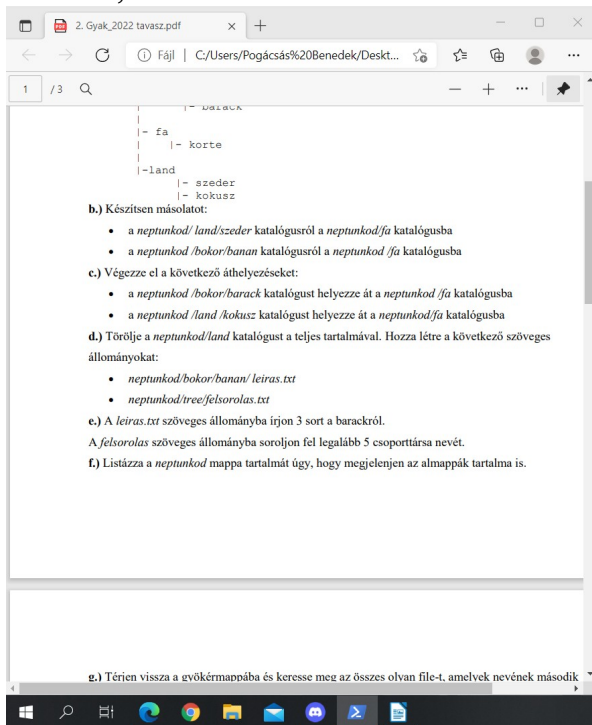 2. Gyak_2022 tavasz.pdf
Fájl | C:/Users/Pogácsás%20Benedek/Deskt...
1 /3
|- barack
|
|- fa
| |- korte
|
|-land
|- szeder
|- kokusz
b.) Készítsen másolatot:
• a neptunkod/ land/szeder katalógusról a neptunkod/fa katalógusba
• a neptunkod /bokor/banan katalógusról a neptunkod /fa katalógusba
c.) Végezze el a következő áthelyezéseket:
• a neptunkod /bokor/barack katalógust helyezze át a neptunkod /fa katalógusba
• a neptunkod /land /kokusz katalógust helyezze át a neptunkod/fa katalógusba
d.) Törölje a neptunkod/land katalógust a teljes tartalmával. Hozza létre a következő szöveges
állományokat:
• neptunkod/bokor/banan/ leiras.txt
• neptunkod/tree/felsorolas.txt
e.) A leiras.txt szöveges állományba írjon 3 sort a barackról.
A felsorolas szöveges állományba soroljon fel legalább 5 csoporttársa nevét.
f.) Listázza a neptunkod mappa tartalmát úgy, hogy megjelenjen az almappák tartalma is.
g.) Térjen vissza a gyökérmappába és keresse meg az összes olyan file-t, amelyek nevének második